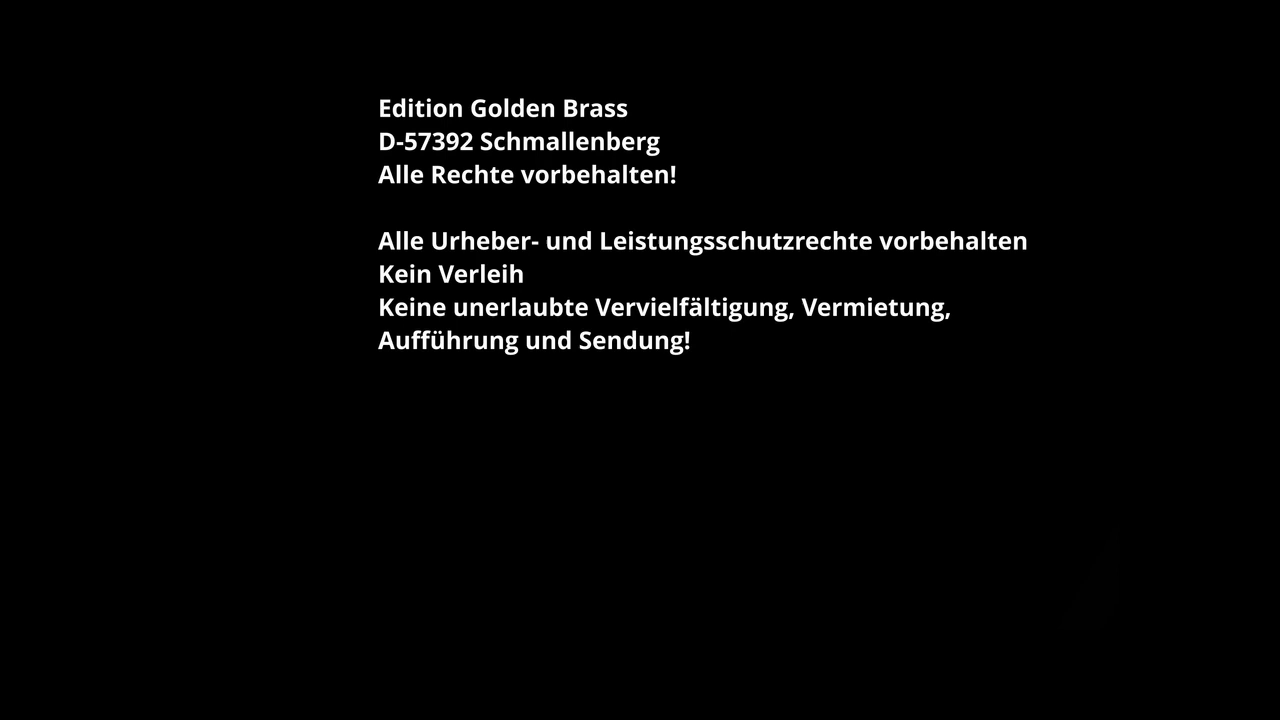 Edition Golden Brass
D-57392 Schmallenberg
Alle Rechte vorbehalten!
Alle Urheber- und Leistungsschutzrechte vorbehalten
Kein Verleih
Keine unerlaubte Vervielfältigung, Vermietung,
Aufführung und Sendung!